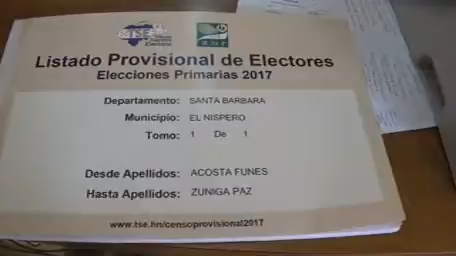 TSE
Listado Provisional de Electores
Elecciones Primarias 2017
Departamento: SANTA BARBARA
Municipio: EL NISPERO
Tomo: 1 De 1
Desde Apellidos: ACOSTA FUNES
Hasta Apellidos: ZUNIGA PAZ
www.tse.hn/censoprovisional2017